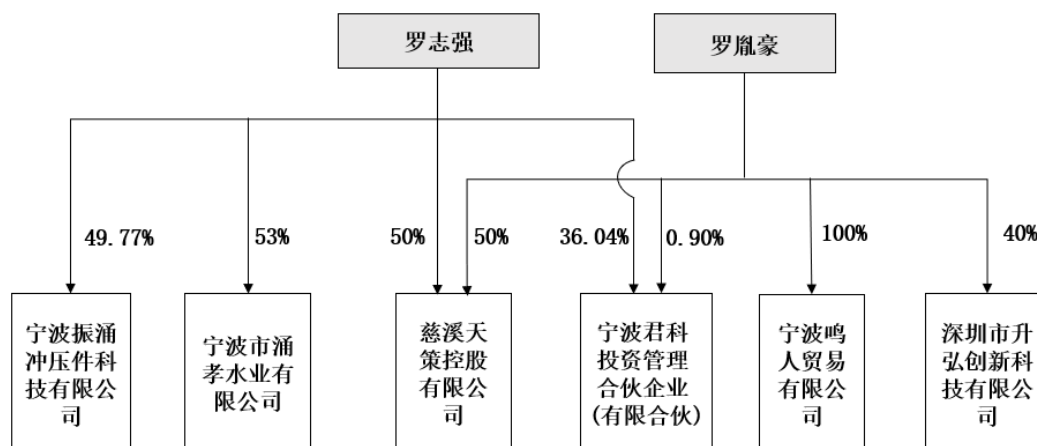 罗志强
罗胤豪
49.77%
53%
50%
50%
36.04%
0.90%
100%
40%
宁波振涌
冲压件科
技有限公
司
宁波市涌
孝水业有
限公司
慈溪天
策控股
有限公
司
宁波君科
投资管理
合伙企业
(有限合伙)
宁波鸣
人贸易
有限公
司
深圳市升
弘创新科
技有限公
司